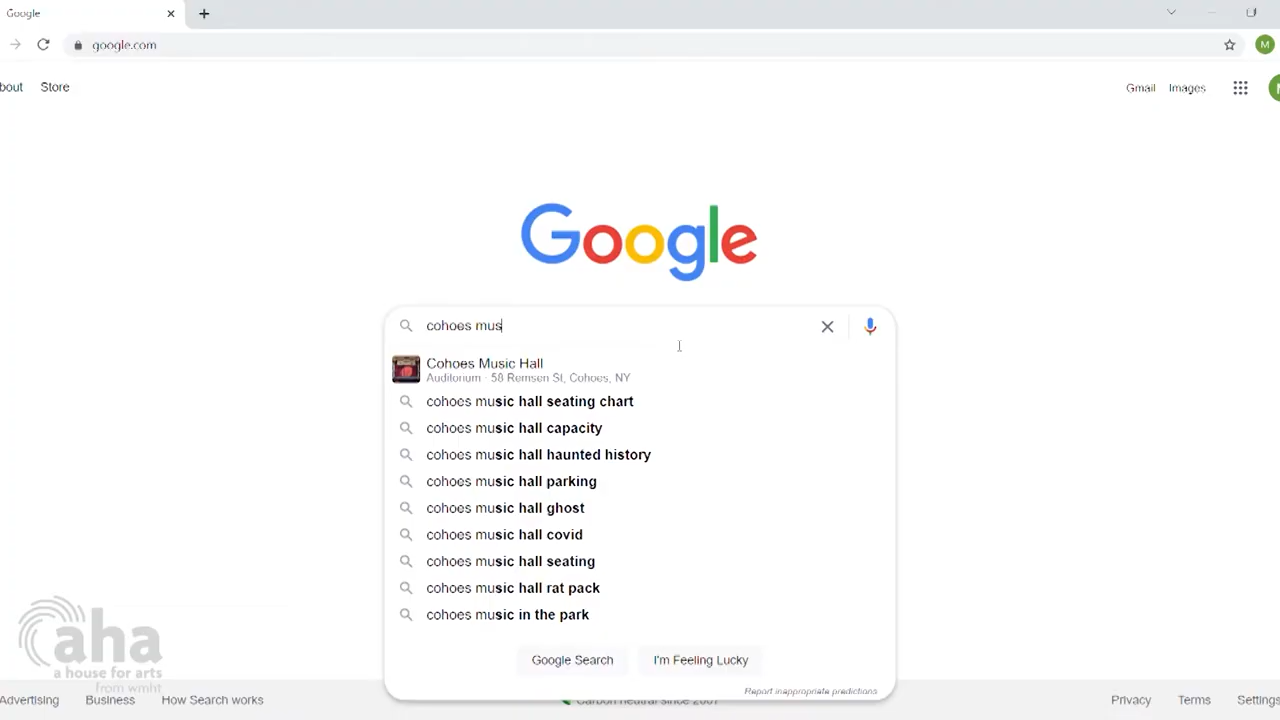 Google
google.com
M
bout Store
Gmail Images
Google
cohoes mus
Cohoes Music Hall
Auditorium · 58 Remsen St, Cohoes, NY
cohoes music hall seating chart
cohoes music hall capacity
cohoes music hall haunted history
cohoes music hall parking
cohoes music hall ghost
cohoes music hall covid
cohoes music hall seating
cohoes music hall rat pack
cohoes music in the park
Google Search I'm Feeling Lucky
Report inappropriate predictions
aha
a house for arts
from wmht
Advertising Business How Search works
Carbon neutral since 2007
Privacy Terms Settings